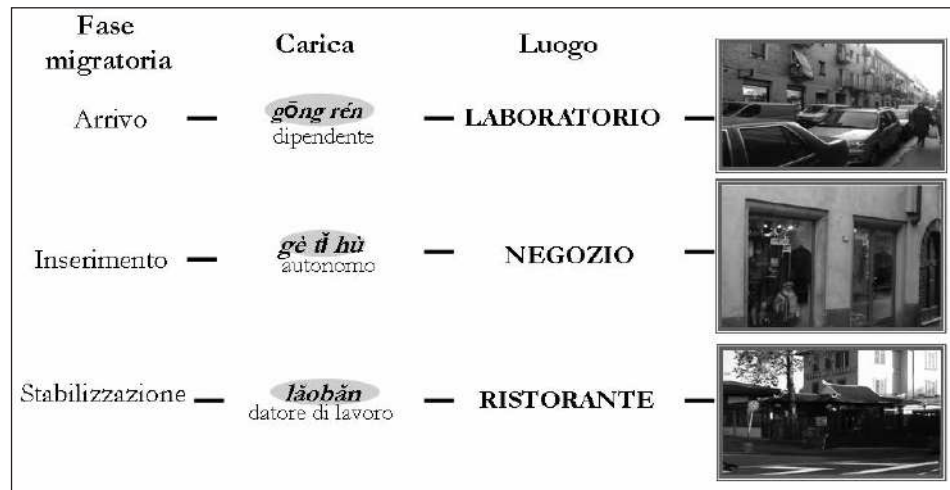 Fase migratoria
Carica
Luogo
Arrivo
gōng rén
dipendente
LABORATORIO
Inserimento
gè tǐ hù
autonomo
NEGOZIO
Stabilizzazione
lǎobǎn
datore di lavoro
RISTORANTE